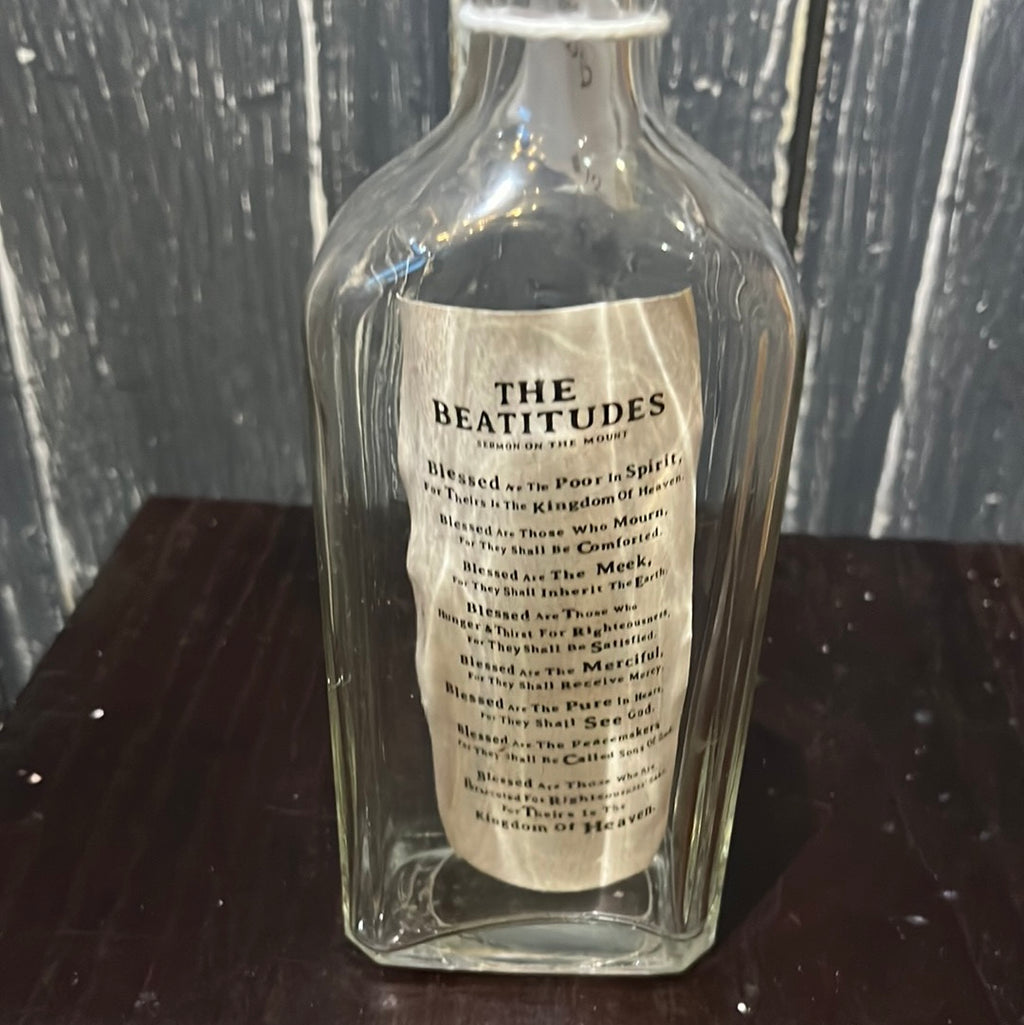 THE
BEATITUDES
SERMON ON THE MOUNT
Blessed Are The Poor In Spirit,
For Theirs Is The Kingdom Of Heaven.
Blessed Are Those Who Mourn,
For They Shall Be Comforted.
Blessed Are The Meek,
For They Shall Inherit The Earth.
Blessed Are Those Who
Hunger & Thirst For Righteousness,
For They Shall Be Satisfied.
Blessed Are The Merciful,
For They Shall Receive Mercy.
Blessed Are The Pure In Heart,
For They Shall See God.
Blessed Are The Peacemakers
For They Shall Be Called Sons Of God.
Blessed Are Those Who Are
Persecuted For Righteousness' Sake,
For Theirs Is The
Kingdom Of Heaven.